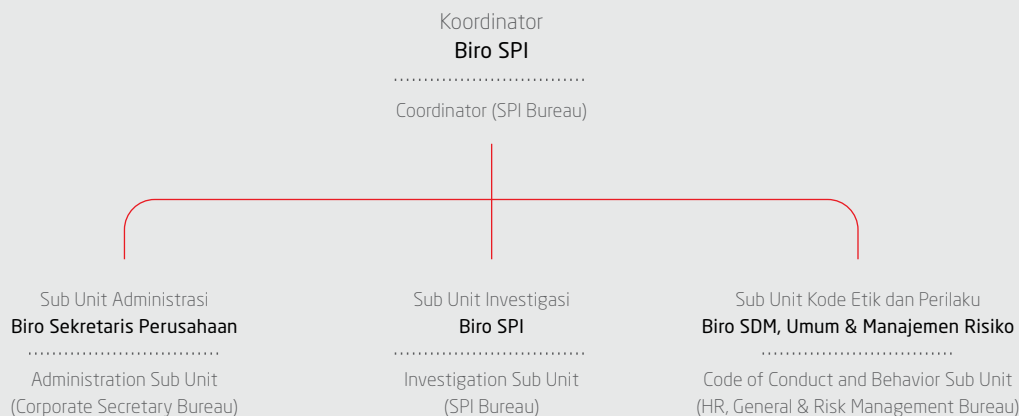 Koordinator
Biro SPI
Coordinator (SPI Bureau)
Sub Unit Administrasi
Biro Sekretaris Perusahaan
Administration Sub Unit
(Corporate Secretary Bureau)
Sub Unit Investigasi
Biro SPI
Investigation Sub Unit
(SPI Bureau)
Sub Unit Kode Etik dan Perilaku
Biro SDM, Umum & Manajemen Risiko
Code of Conduct and Behavior Sub Unit
(HR, General & Risk Management Bureau)